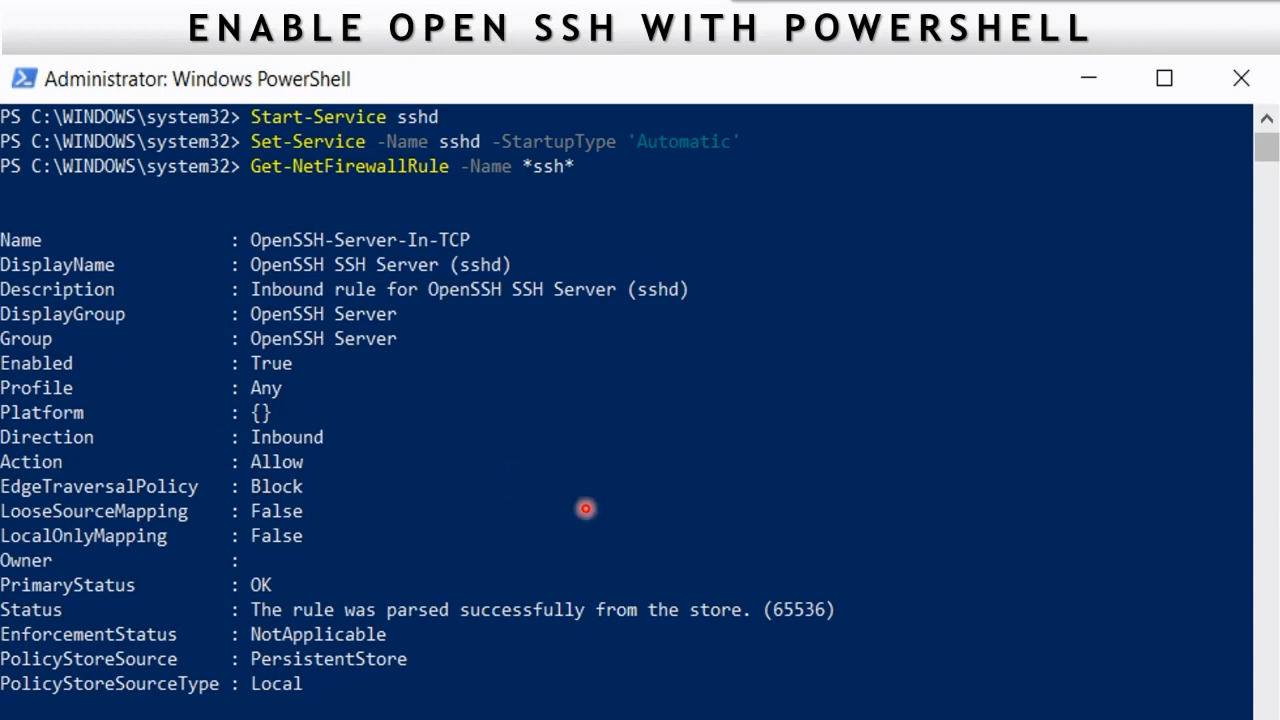 ENABLE OPEN SSH WITH POWERSHELL
Administrator: Windows PowerShell
PS C:\WINDOWS\system32> Start-Service sshd
PS C:\WINDOWS\system32> Set-Service -Name sshd -StartupType 'Automatic'
PS C:\WINDOWS\system32> Get-NetFirewallRule -Name *ssh*
Name : OpenSSH-Server-In-TCP
DisplayName : OpenSSH SSH Server (sshd)
Description : Inbound rule for OpenSSH SSH Server (sshd)
DisplayGroup : OpenSSH Server
Group : OpenSSH Server
Enabled : True
Profile : Any
Platform : {}
Direction : Inbound
Action : Allow
EdgeTraversalPolicy : Block
LooseSourceMapping : False
LocalOnlyMapping : False
Owner :
PrimaryStatus : OK
Status : The rule was parsed successfully from the store. (65536)
EnforcementStatus : NotApplicable
PolicyStoreSource : PersistentStore
PolicyStoreSourceType : Local